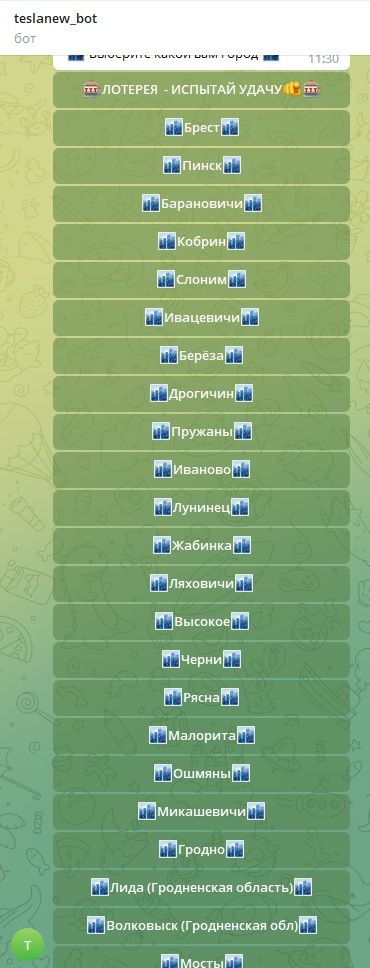 teslanew_bot
бот
Выберите какой вам город
11:30
ЛОТЕРЕЯ - ИСПЫТАЙ УДАЧУ
Брест
Пинск
Барановичи
Кобрин
Слоним
Ивацевичи
Берёза
Дрогичин
Пружаны
Иваново
Лунинец
Жабинка
Ляховичи
Высокое
Черни
Рясна
Малорита
Ошмяны
Микашевичи
Гродно
Лида (Гродненская область)
Волковыск (Гродненская обл)
Мосты
T